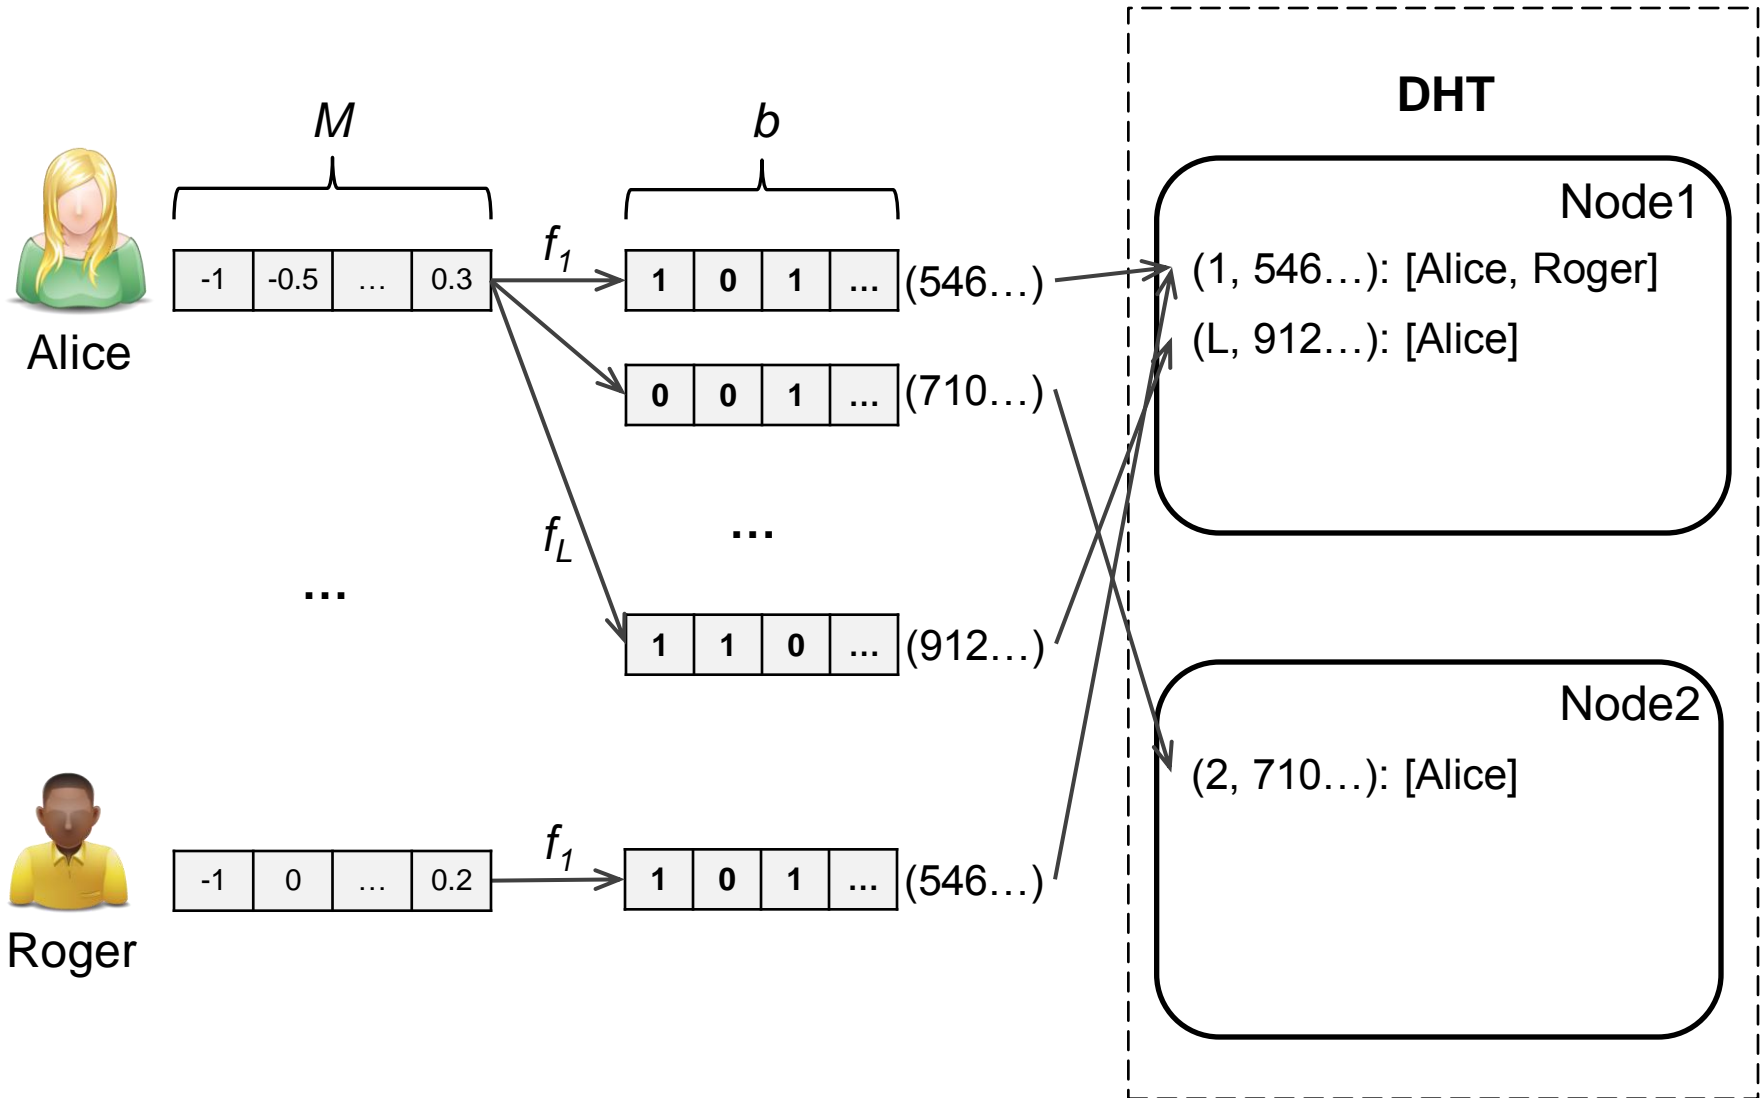 DHT
M
b
Node1
f1
-1 -0.5 … 0.3
1 0 1 … (546…)
(1, 546…): [Alice, Roger]
Alice
(L, 912…): [Alice]
0 0 1 … (710…)
fL
…
…
1 1 0 … (912…)
Node2
(2, 710…): [Alice]
f1
-1 0 … 0.2
1 0 1 … (546…)
Roger